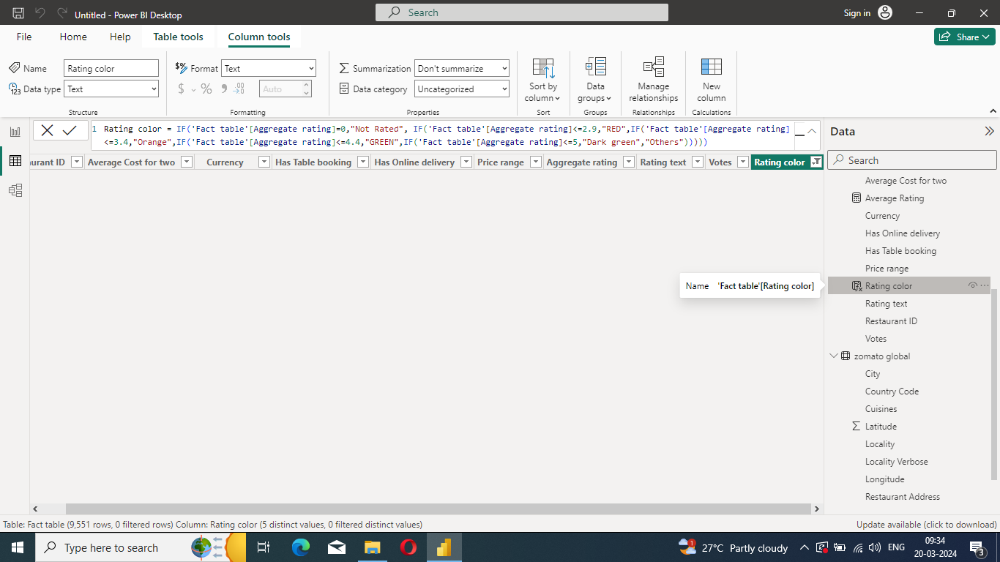 Untitled - Power BI Desktop
Search
Sign in
File
Home
Help
Table tools
Column tools
Share
Name
Rating color
$% Format
Text
Summarization
Don't summarize
Data type
Text
$
%
Auto
Data category
Uncategorized
Sort by
column
Data
groups
Manage
relationships
New
column
Structure
Formatting
Properties
Sort
Groups
Relationships
Calculations
1 Rating color = IF('Fact table'[Aggregate rating]=0,"Not Rated", IF('Fact table'[Aggregate rating]<=2.9,"RED",IF('Fact table'[Aggregate rating]
<=3.4,"Orange",IF('Fact table'[Aggregate rating]<=4.4,"GREEN",IF('Fact table'[Aggregate rating]<=5,"Dark green","Others")))))
urant ID
Average Cost for two
Currency
Has Table booking
Has Online delivery
Price range
Aggregate rating
Rating text
Votes
Rating color
Data
Search
Average Cost for two
Average Rating
Currency
Has Online delivery
Has Table booking
Price range
Name 'Fact table'[Rating color]
Rating color
Rating text
Restaurant ID
Votes
zomato global
City
Country Code
Cuisines
Latitude
Locality
Locality Verbose
Longitude
Restaurant Address
Table: Fact table (9,551 rows, 0 filtered rows) Column: Rating color (5 distinct values, 0 filtered distinct values)
Update available (click to download)
Type here to search
1
27°C Partly cloudy
ENG
09:34
20-03-2024
3